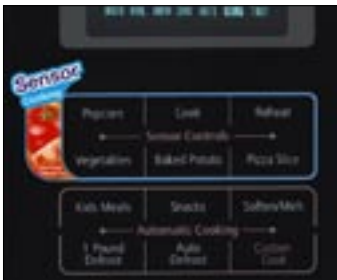 Sensor
Popcorn Cook Reheat
Sensor Controls
Vegetables Baked Potato Pizza Slice
Kids Meals Snacks Soften/Melt
Automatic Cooking
1 Pound Defrost Auto Defrost Custom Cook